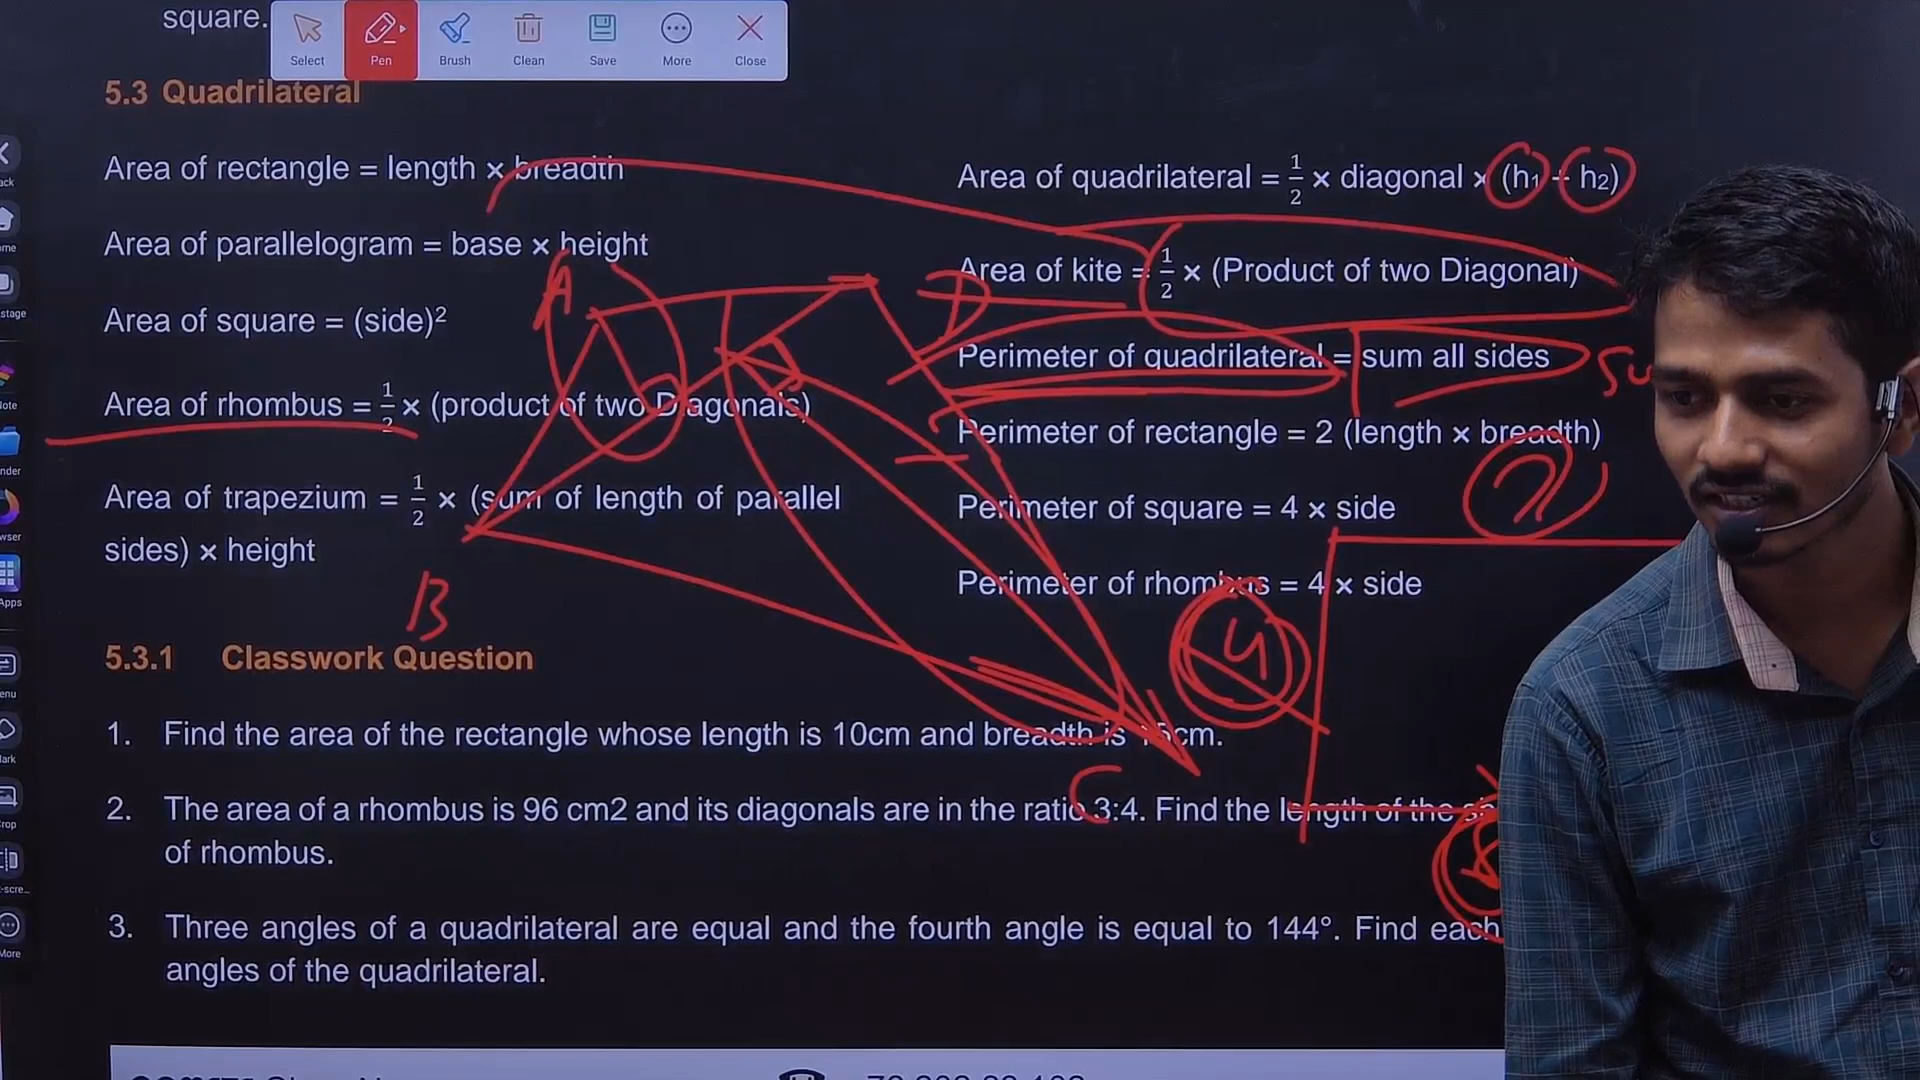 square.
Select Pen Brush Clean Save More Close
5.3 Quadrilateral
Area of rectangle = length × breadth
Area of parallelogram = base × height
Area of square = (side)²
Area of rhombus = 1/2 × (product of two Diagonals)
Area of trapezium = 1/2 × (sum of length of parallel
sides) × height
Area of quadrilateral = 1/2 × diagonal × (h₁ + h₂)
Area of kite = 1/2 × (Product of two Diagonal)
Perimeter of quadrilateral = sum all sides
Perimeter of rectangle = 2 (length × breadth)
Perimeter of square = 4 × side
Perimeter of rhombus = 4 × side
A
D
B
C
4
5.3.1 Classwork Question
1. Find the area of the rectangle whose length is 10cm and breadth is 15cm.
2. The area of a rhombus is 96 cm2 and its diagonals are in the ratio 3:4. Find the length of the
of rhombus.
3. Three angles of a quadrilateral are equal and the fourth angle is equal to 144°. Find each
angles of the quadrilateral.
Apps
More